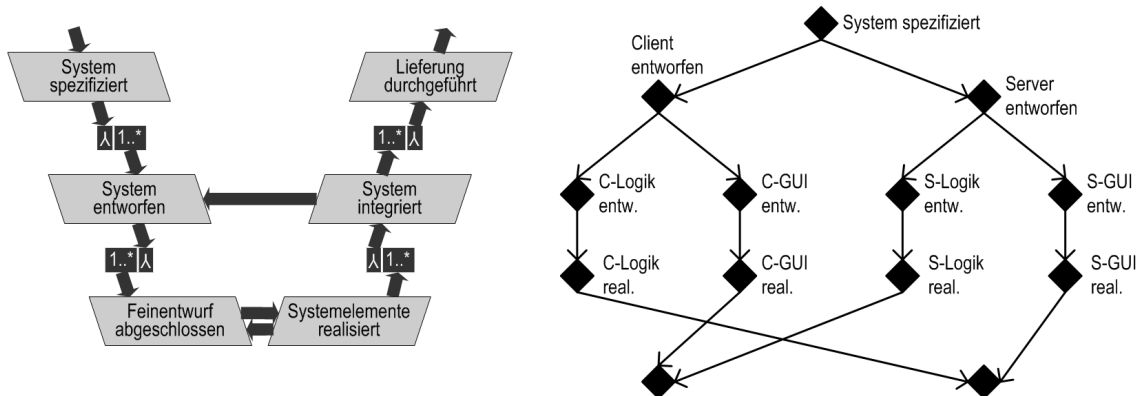 System
spezifiziert
Lieferung
durchgeführt
1..*
1..*
System
entworfen
System
integriert
1..*
1..*
Feinentwurf
abgeschlossen
Systemelemente
realisiert
System spezifiziert
Client
entworfen
Server
entworfen
C-Logik
entw.
C-GUI
entw.
S-Logik
entw.
S-GUI
entw.
C-Logik
real.
C-GUI
real.
S-Logik
real.
S-GUI
real.